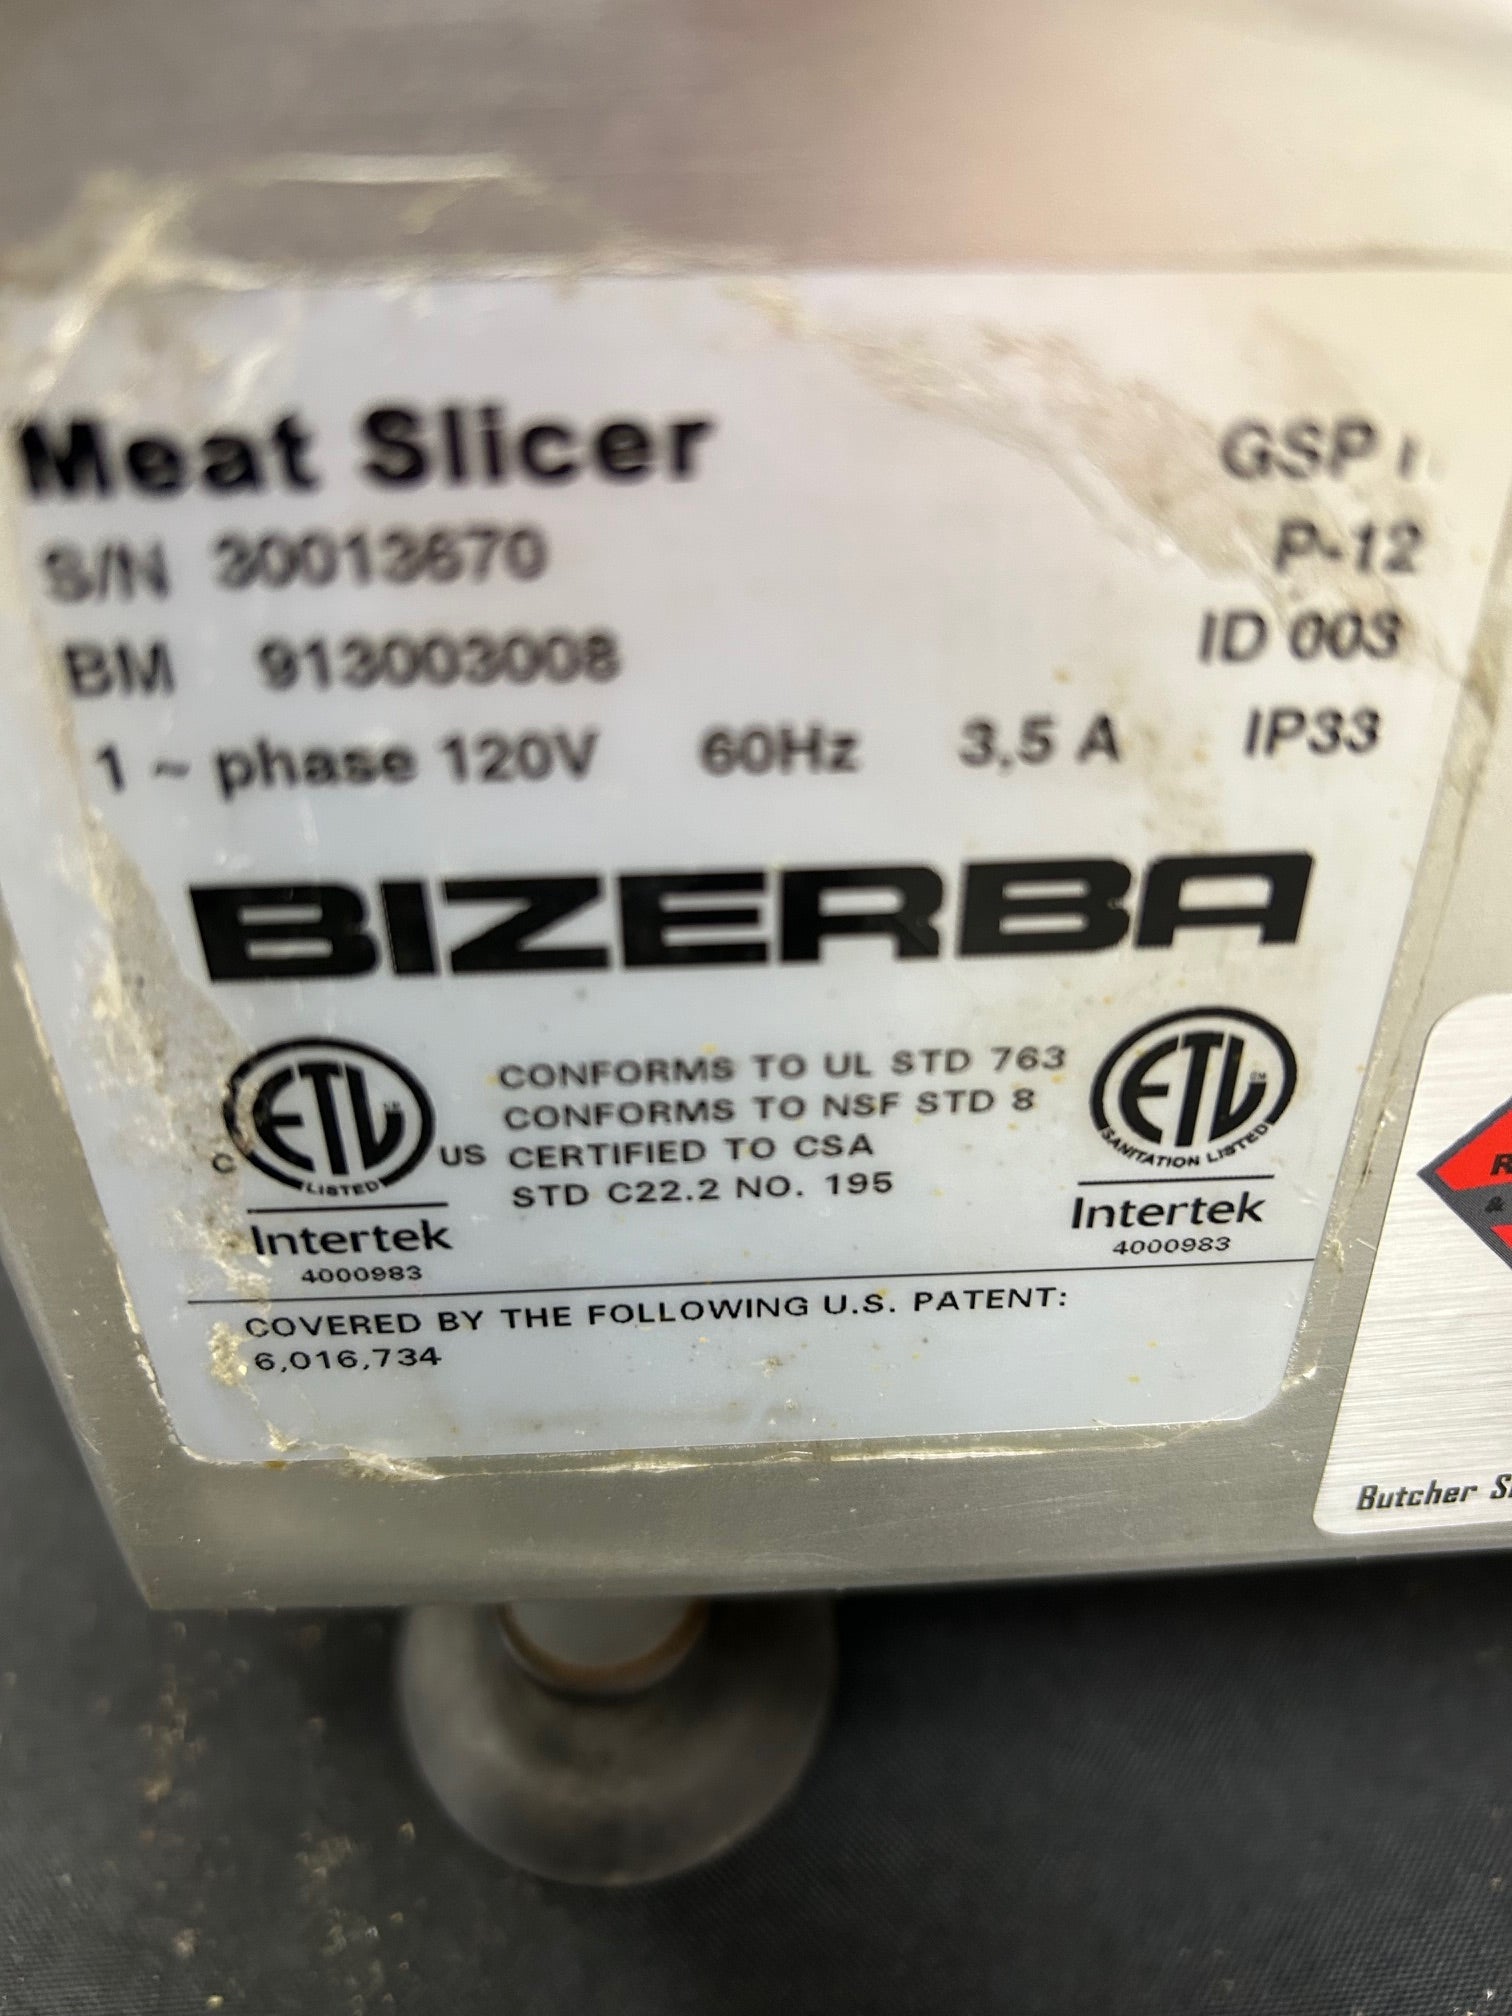 Meat Slicer
GSP
S/N 30013670
P-12
BM 913003008
ID 003
1 ~ phase 120V 60Hz 3,5 A IP33
BIZERBA
ETL
LISTED
C US
Intertek
4000983
CONFORMS TO UL STD 763
CONFORMS TO NSF STD 8
CERTIFIED TO CSA
STD C22.2 NO. 195
ETL
SANITATION LISTED
Intertek
4000983
COVERED BY THE FOLLOWING U.S. PATENT:
6,016,734
R
&
Butcher